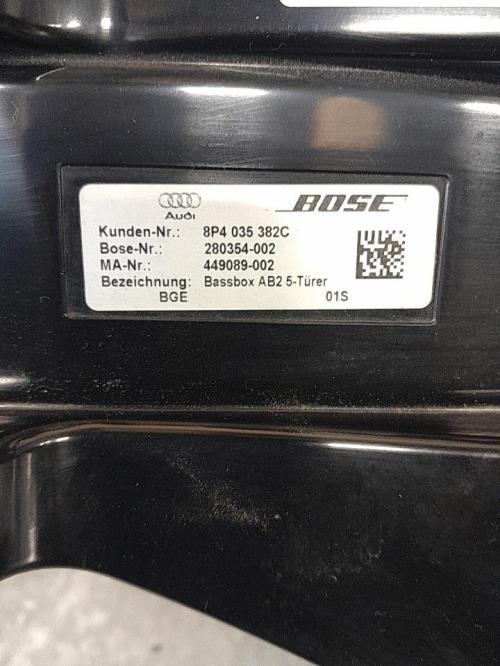 Audi BOSE
Kunden-Nr.: 8P4 035 382C
Bose-Nr.: 280354-002
MA-Nr.: 449089-002
Bezeichnung: Bassbox AB2 5-Türer
BGE 01S